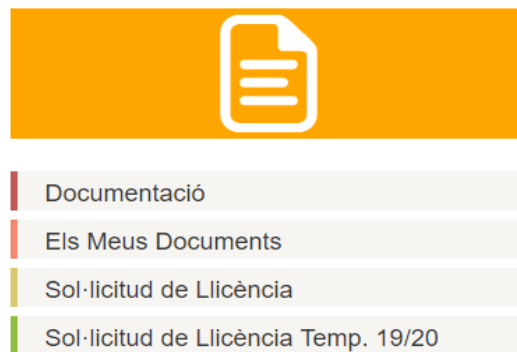 Documentació
Els Meus Documents
Sol·licitud de Llicència
Sol·licitud de Llicència Temp. 19/20